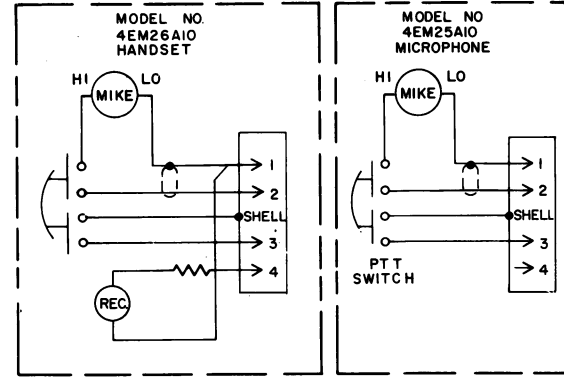 MODEL NO.
4EM26A10
HANDSET
HI
LO
MIKE
1
2
SHELL
3
4
REC.
MODEL NO
4EM25A10
MICROPHONE
HI
LO
MIKE
1
2
SHELL
3
4
PTT
SWITCH